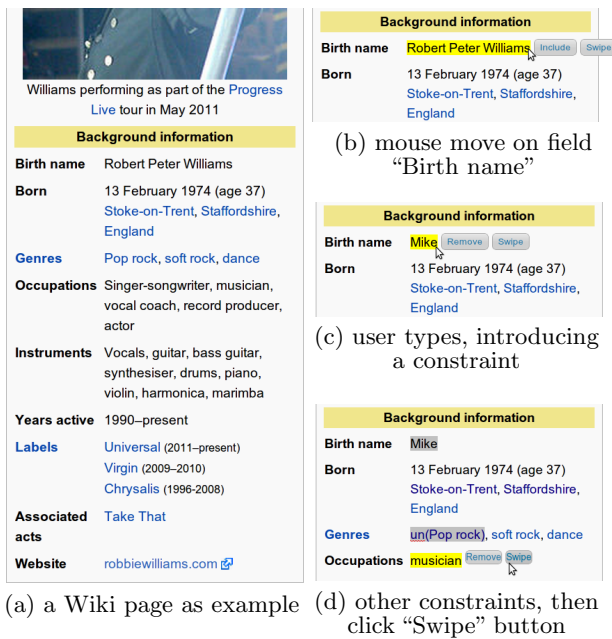 Williams performing as part of the Progress
Live tour in May 2011
Background information
Birth name Robert Peter Williams
Born 13 February 1974 (age 37)
Stoke-on-Trent, Staffordshire,
England
Genres Pop rock, soft rock, dance
Occupations Singer-songwriter, musician,
vocal coach, record producer,
actor
Instruments Vocals, guitar, bass guitar,
synthesiser, drums, piano,
violin, harmonica, marimba
Years active 1990–present
Labels Universal (2011–present)
Virgin (2009–2010)
Chrysalis (1996-2008)
Associated Take That
acts
Website robbiewilliams.com
(a) a Wiki page as example
Background information
Birth name Robert Peter Williams Include Swipe
Born 13 February 1974 (age 37)
Stoke-on-Trent, Staffordshire,
England
(b) mouse move on field
“Birth name”
Background information
Birth name Mike Remove Swipe
Born 13 February 1974 (age 37)
Stoke-on-Trent, Staffordshire,
England
(c) user types, introducing
a constraint
Background information
Birth name Mike
Born 13 February 1974 (age 37)
Stoke-on-Trent, Staffordshire,
England
Genres un(Pop rock), soft rock, dance
Occupations musician Remove Swipe
(d) other constraints, then
click “Swipe” button